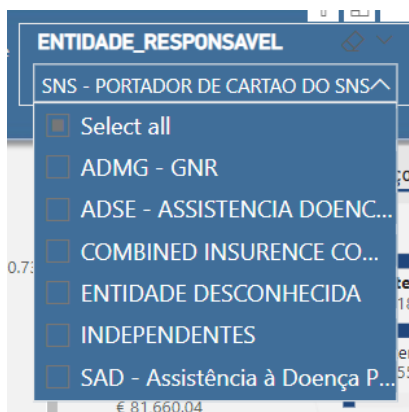 ENTIDADE_RESPONSAVEL
SNS - PORTADOR DE CARTAO DO SNS
Select all
ADMG - GNR
ADSE - ASSISTENCIA DOENC...
COMBINED INSURENCE CO...
ENTIDADE DESCONHECIDA
INDEPENDENTES
SAD - Assistência à Doença P...
€ 81 660,04